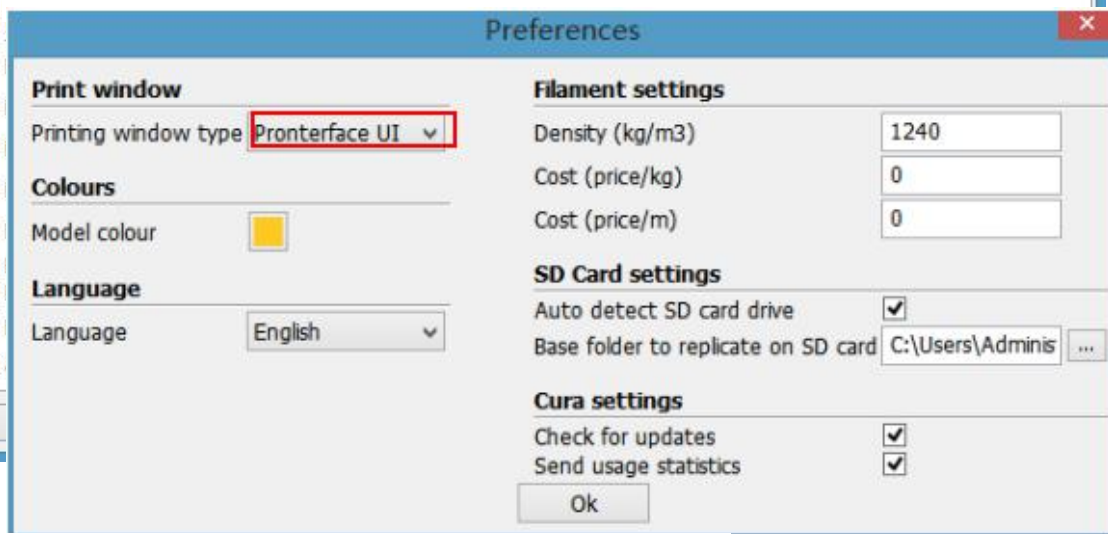 Preferences
Print window
Printing window type Pronterface UI
Colours
Model colour
Language
Language English
Filament settings
Density (kg/m3) 1240
Cost (price/kg) 0
Cost (price/m) 0
SD Card settings
Auto detect SD card drive
Base folder to replicate on SD card C:\Users\Adminis ...
Cura settings
Check for updates
Send usage statistics
Ok